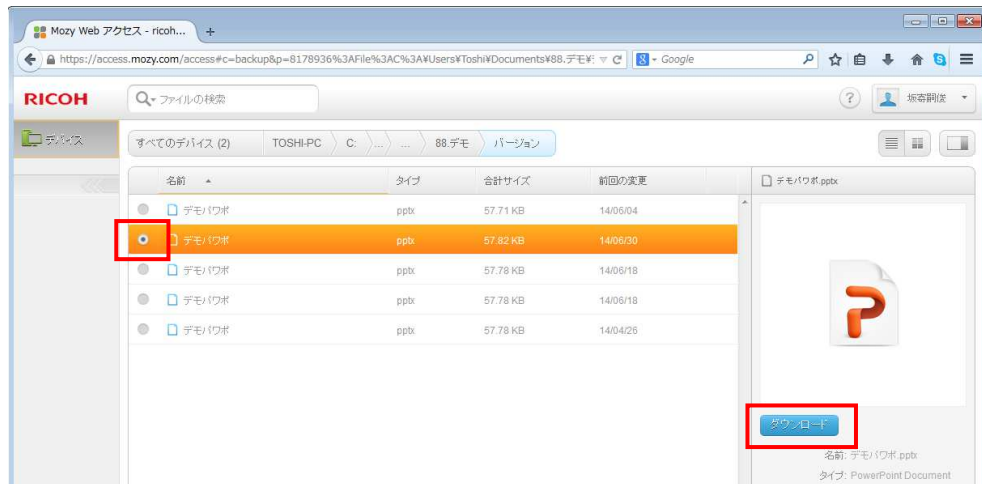 Mozy Web アクセス - ricoh... +
https://access.mozy.com/access#c=backup&p=8178936%3AFile%3AC%3A¥Users¥Toshi¥Documents¥88.デモ¥: Google
RICOH ファイルの検索 ?
デバイス すべてのデバイス (2) TOSHI-PC C: ... ... 88.デモ バージョン
名前 タイプ 合計サイズ 前回の変更 デモパワポ.pptx
デモパワポ pptx 57.71 KB 14/06/04
デモパワポ pptx 57.82 KB 14/06/30
デモパワポ pptx 57.78 KB 14/06/18
デモパワポ pptx 57.78 KB 14/06/18
デモパワポ pptx 57.78 KB 14/04/26
ダウンロード
名前: デモパワポ.pptx
タイプ: PowerPoint Document